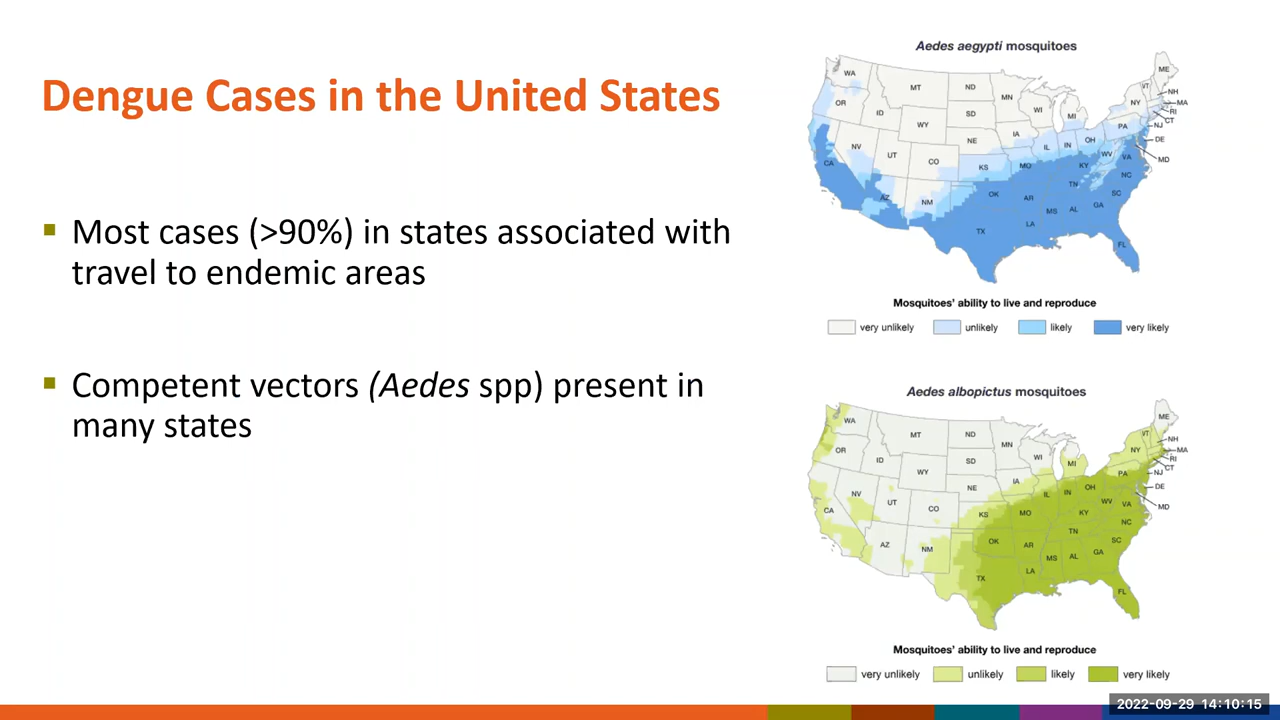 Dengue Cases in the United States
▪ Most cases (>90%) in states associated with
travel to endemic areas
▪ Competent vectors (Aedes spp) present in
many states
Aedes aegypti mosquitoes
WA
OR
CA
NV
ID
MT
WY
UT
AZ
CO
NM
ND
SD
NE
KS
OK
TX
MN
IA
MO
AR
LA
WI
IL
MI
IN
OH
KY
TN
MS
AL
GA
FL
SC
NC
VA
WV
PA
NY
VT
ME
NH
MA
RI
CT
NJ
DE
MD
Mosquitoes' ability to live and reproduce
very unlikely unlikely likely very likely
Aedes albopictus mosquitoes
WA
OR
CA
NV
ID
MT
WY
UT
AZ
CO
NM
ND
SD
NE
KS
OK
TX
MN
IA
MO
AR
LA
WI
IL
MI
IN
OH
KY
TN
MS
AL
GA
FL
SC
NC
VA
WV
PA
NY
VT
ME
NH
MA
RI
CT
NJ
DE
MD
Mosquitoes' ability to live and reproduce
very unlikely unlikely likely very likely
2022-09-29 14:10:15